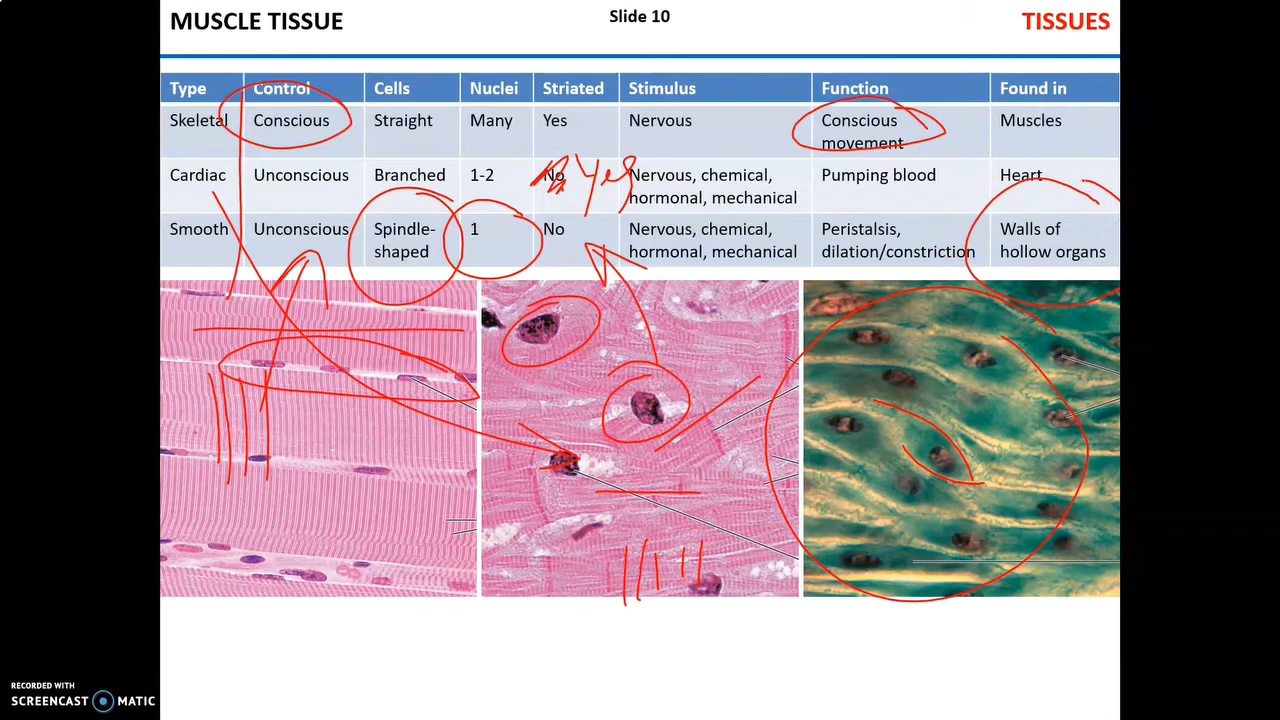 MUSCLE TISSUE
Slide 10
TISSUES
Type Control Cells Nuclei Striated Stimulus Function Found in
Skeletal Conscious Straight Many Yes Nervous Conscious Muscles
movement
Cardiac Unconscious Branched 1-2 No Yes Nervous, chemical, Pumping blood Heart
hormonal, mechanical
Smooth Unconscious Spindle- 1 No Nervous, chemical, Peristalsis, Walls of
shaped hormonal, mechanical dilation/constriction hollow organs
RECORDED WITH
SCREENCAST MATIC